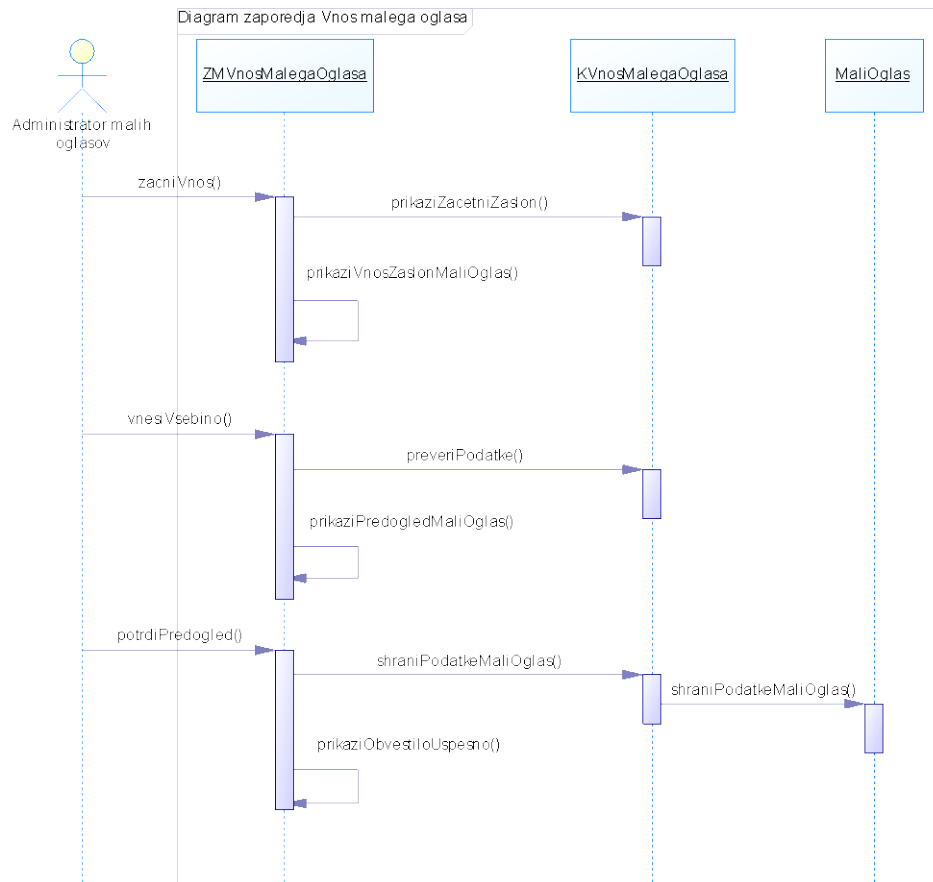 Diagram zaporedja Vnos malega oglasa
ZMVnosMalegaOglasa
KVnosMalegaOglasa
MaliOglas
Administrator malih
oglasov
zacniVnos()
prikaziZacetniZaslon()
prikaziVnosZaslonMaliOglas()
vnesiVsebino()
preveriPodatke()
prikaziPredogledMaliOglas()
potrdiPredogled()
shraniPodatkeMaliOglas()
shraniPodatkeMaliOglas()
prikaziObvestiloUspesno()